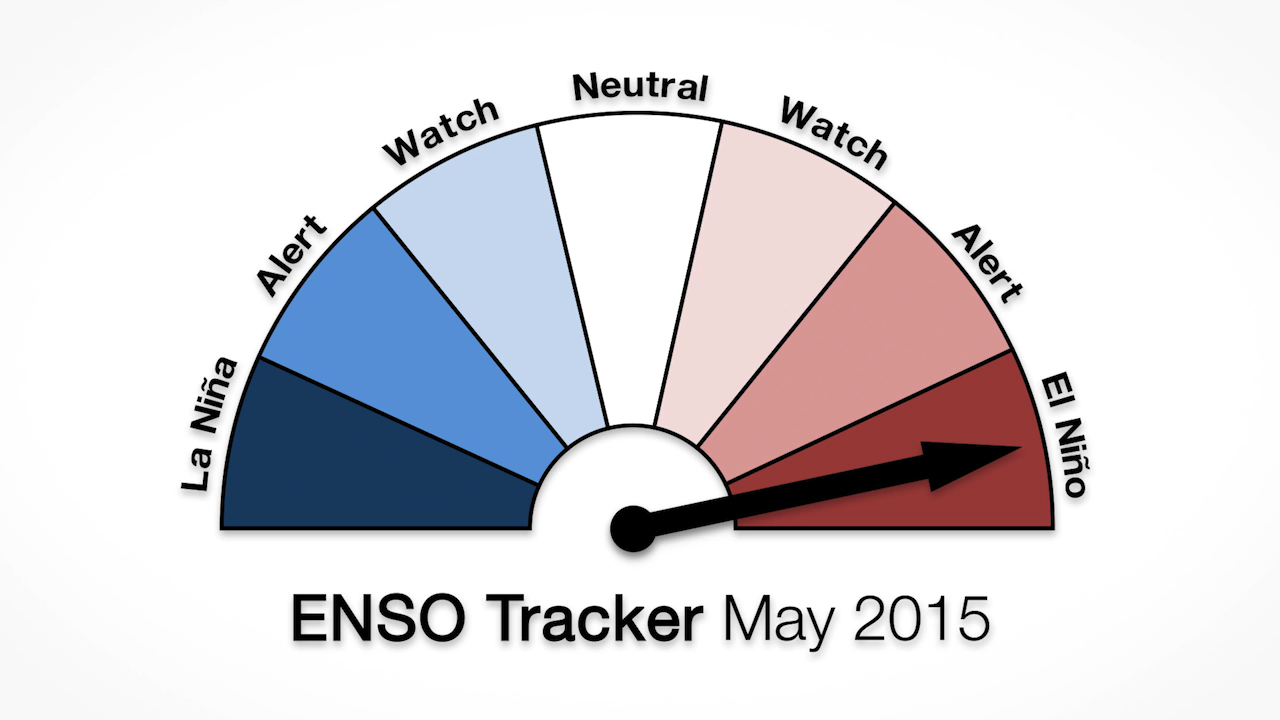 La Niña
Alert
Watch
Neutral
Watch
Alert
El Niño
ENSO Tracker May 2015